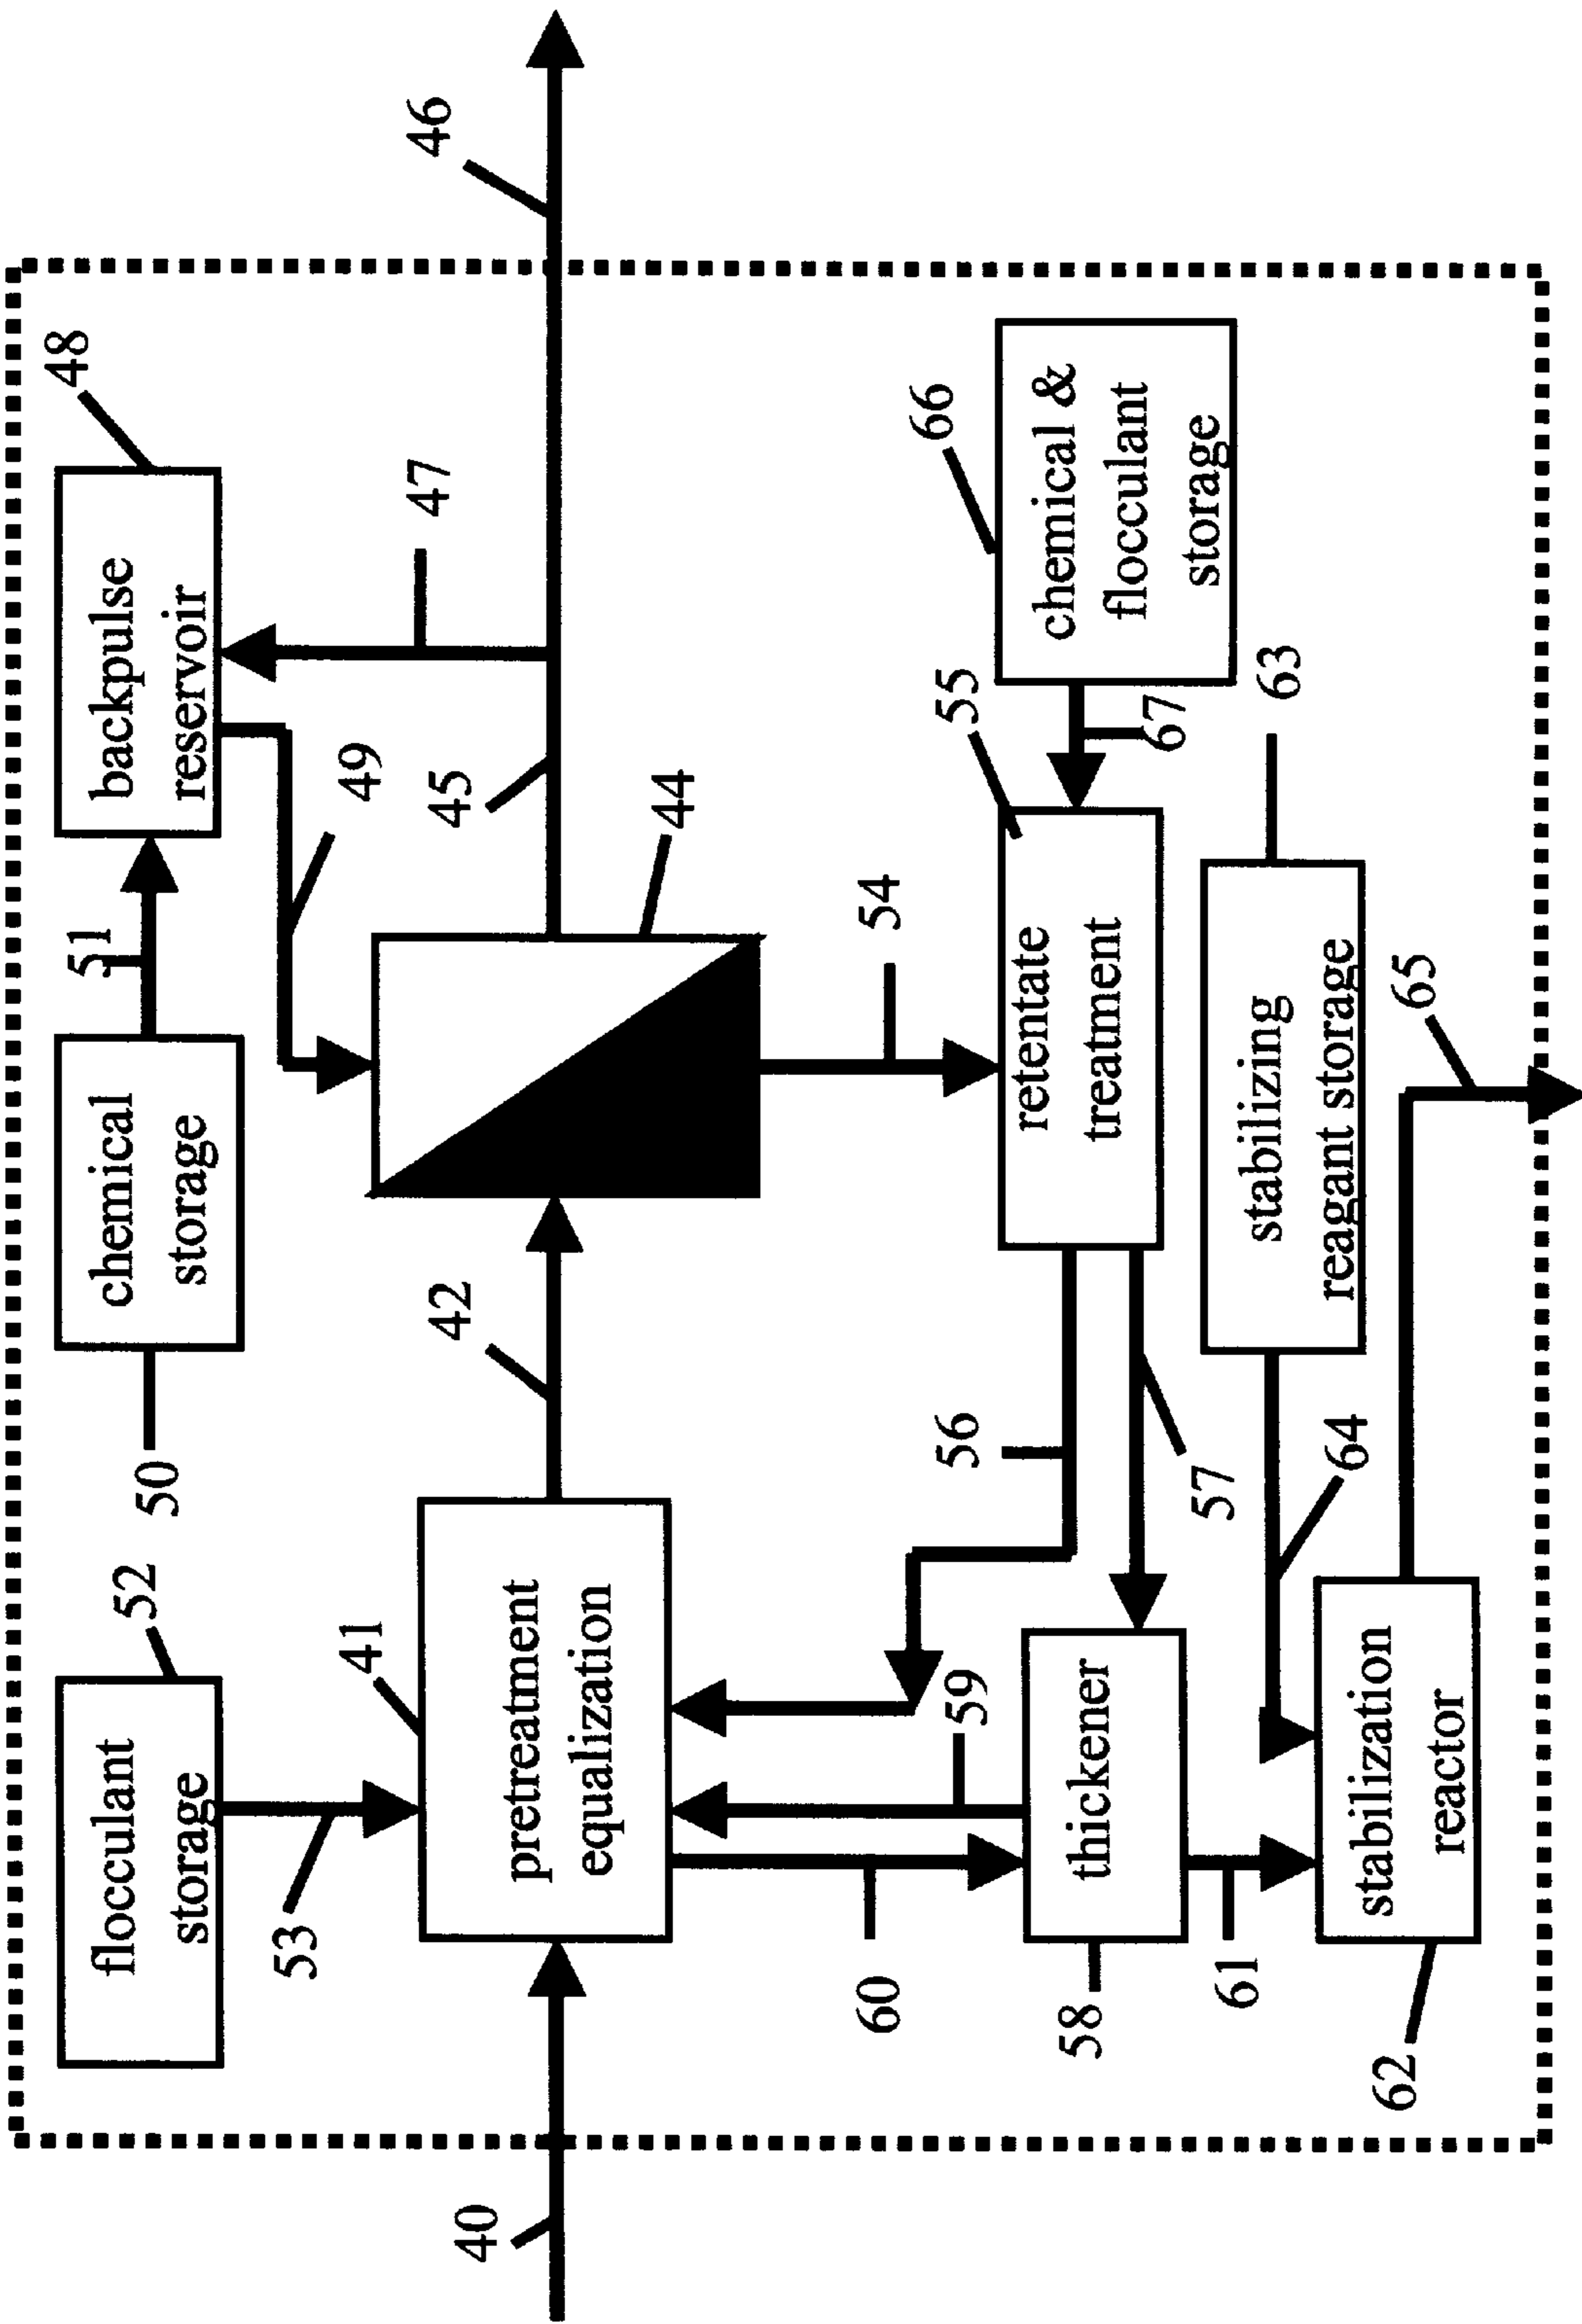 flocculant
storage
52
53
chemical
storage
50
51
backpulse
reservoir
48
49
47
46
40
41
pretreatment
equalization
42
44
45
54
56
57
59
60
thickener
58
61
retentate
treatment
55
chemical &
flocculant
storage
66
67
stabilizing
reagant storage
63
64
stabilization
reactor
62
65